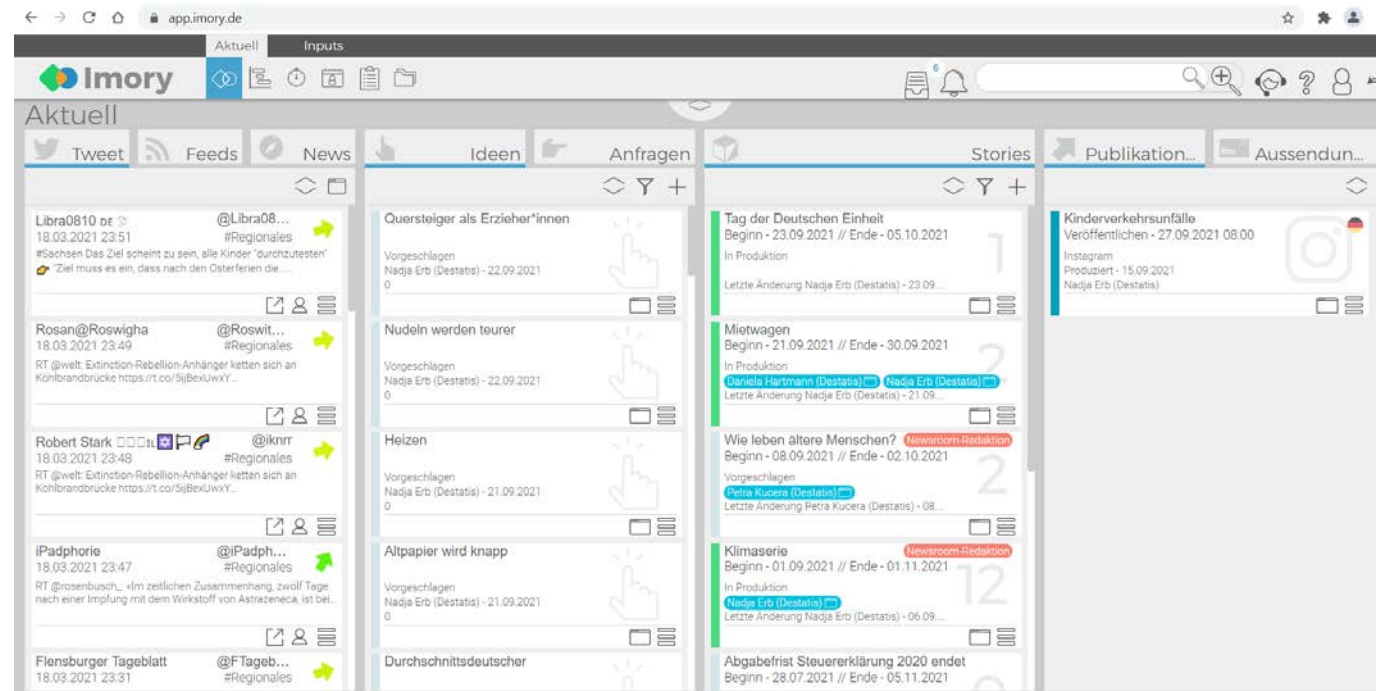 app.imory.de
Aktuell Inputs
Imory
6
Aktuell
Tweet Feeds News Ideen Anfragen Stories Publikation... Aussendun...
Libra0810 DE @Libra08...
18.03.2021 23:51 #Regionales
#Sachsen Das Ziel scheint zu sein, alle Kinder "durchzutesten"
👉 "Ziel muss es ein, dass nach den Osterferien die....
Rosan@Roswigha @Roswit...
18.03.2021 23:49 #Regionales
RT @welt: Extinction-Rebellion-Anhänger ketten sich an
Köhlbrandbrücke https://t.co/5ijBexUwxY...
Robert Stark @iknrr
18.03.2021 23:48 #Regionales
RT @welt: Extinction-Rebellion-Anhänger ketten sich an
Köhlbrandbrücke https://t.co/5ijBexUwxY...
iPadphorie @iPadph...
18.03.2021 23:47 #Regionales
RT @rosenbusch_: «Im zeitlichen Zusammenhang, zwölf Tage
nach einer Impfung mit dem Wirkstoff von Astrazeneca, ist bei...
Flensburger Tageblatt @FTageb...
18.03.2021 23:31 #Regionales
Quersteiger als Erzieher*innen
Vorgeschlagen
Nadja Erb (Destatis) - 22.09.2021
0
Nudeln werden teurer
Vorgeschlagen
Nadja Erb (Destatis) - 22.09.2021
0
Heizen
Vorgeschlagen
Nadja Erb (Destatis) - 21.09.2021
0
Altpapier wird knapp
Vorgeschlagen
Nadja Erb (Destatis) - 21.09.2021
0
Durchschnittsdeutscher
Tag der Deutschen Einheit
Beginn - 23.09.2021 // Ende - 05.10.2021
1
In Produktion
Letzte Änderung Nadja Erb (Destatis) - 23.09....
Mietwagen
Beginn - 21.09.2021 // Ende - 30.09.2021
2
In Produktion
Daniela Hartmann (Destatis) Nadja Erb (Destatis)
Letzte Änderung Nadja Erb (Destatis) - 21.09....
Wie leben ältere Menschen? Newsroom-Redaktion
Beginn - 08.09.2021 // Ende - 02.10.2021
2
Vorgeschlagen
Petra Kucera (Destatis)
Letzte Änderung Petra Kucera (Destatis) - 08....
Klimaserie Newsroom-Redaktion
Beginn - 01.09.2021 // Ende - 01.11.2021
12
In Produktion
Nadja Erb (Destatis)
Letzte Änderung Nadja Erb (Destatis) - 06.09....
Abgabefrist Steuererklärung 2020 endet
Beginn - 28.07.2021 // Ende - 05.11.2021
Kinderverkehrsunfälle
Veröffentlichen - 27.09.2021 08:00
Instagram
Produziert - 15.09.2021
Nadja Erb (Destatis)